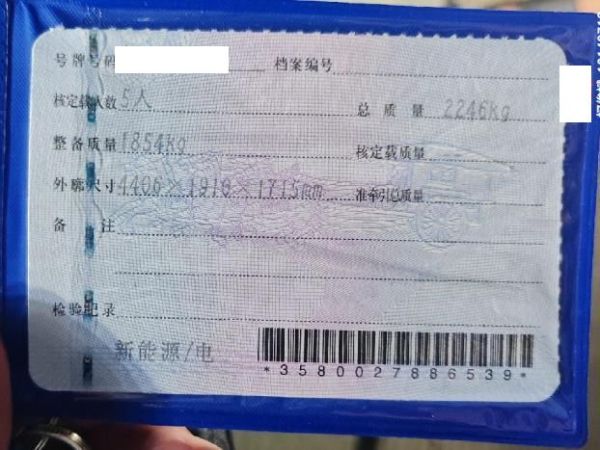 号牌号码 档案编号
核定载人数 5人 总质量 2246kg
整备质量 1854kg 核定载质量
外廓尺寸 4406×1910×1715mm 准牵引总质量
备注
检验记录
新能源/电
*3580027886539*